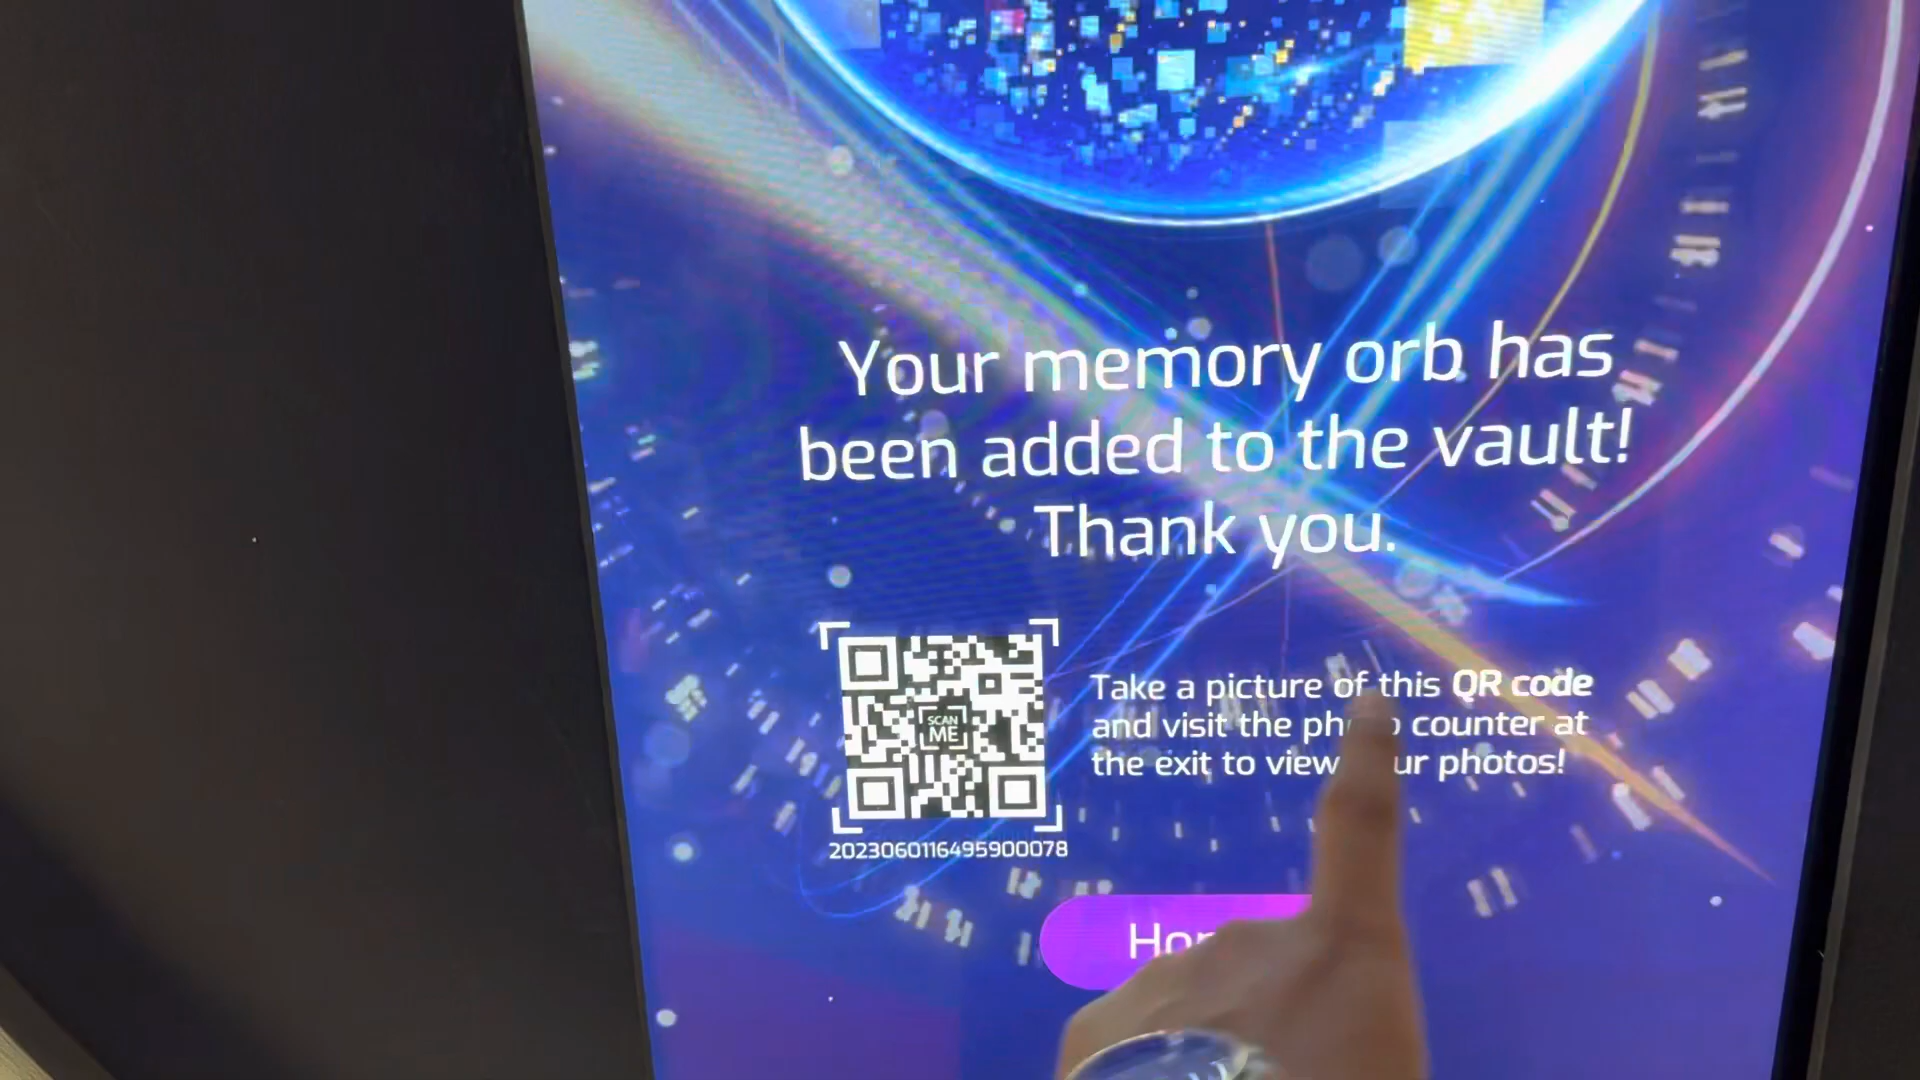 Your memory orb has
been added to the vault!
Thank you.
SCAN
ME
Take a picture of this QR code
and visit the counter at
the exit to view photos!
2023060116495900078